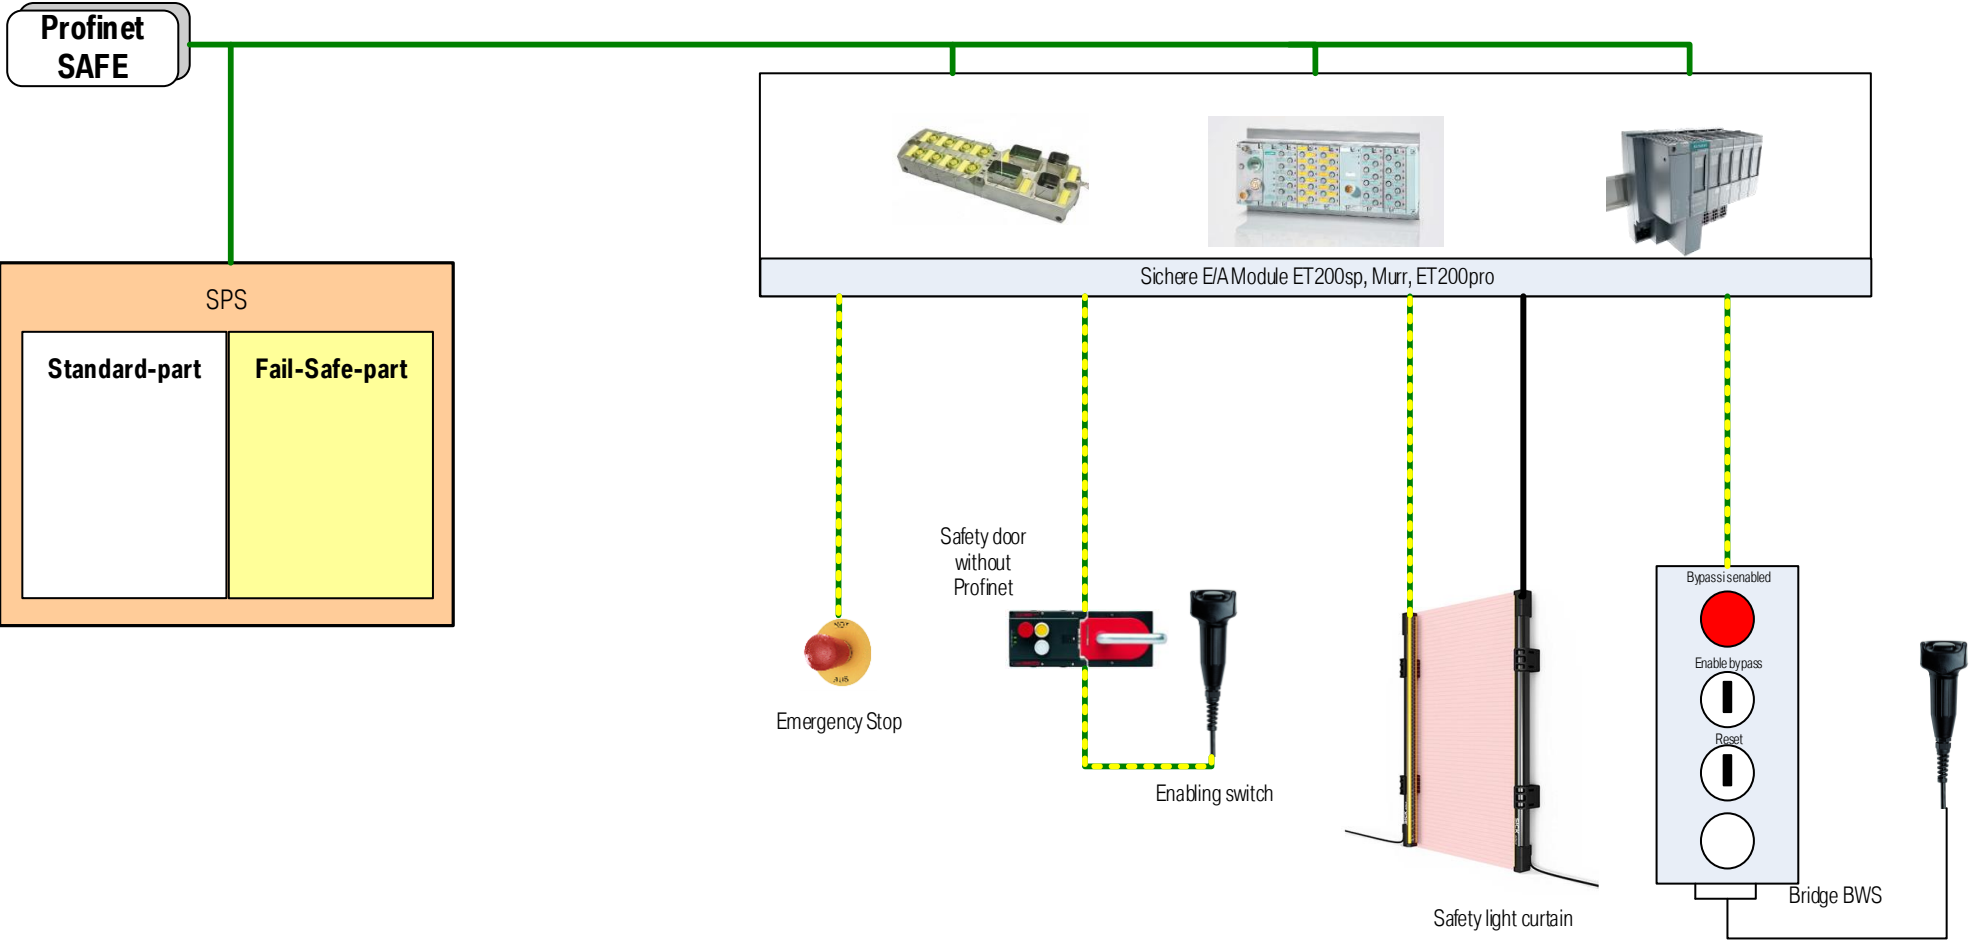 Profinet
SAFE
SPS
Standard-part
Fail-Safe-part
Sichere E/A Module ET200sp, Murr, ET200pro
Safety door
without
Profinet
Emergency Stop
Enabling switch
Safety light curtain
Bypass is enabled
Enable bypass
Reset
Bridge BWS